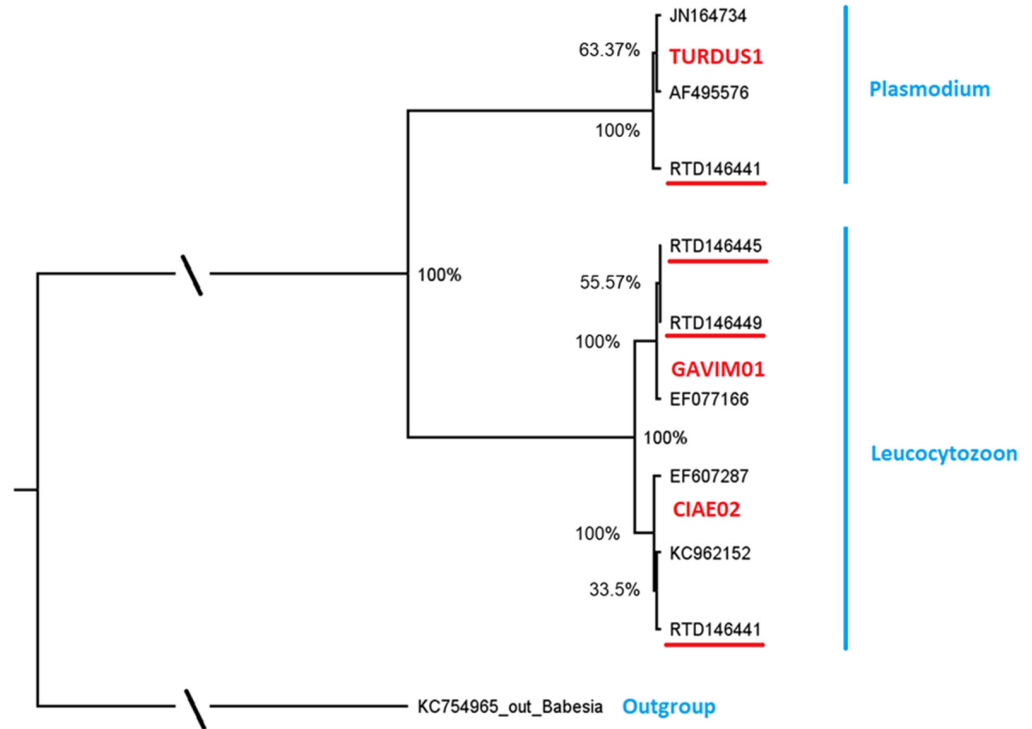 JN164734
63.37%
TURDUS1
Plasmodium
AF495576
100%
RTD146441
RTD146445
100%
55.57%
RTD146449
100%
GAVIM01
EF077166
100%
Leucocytozoon
EF607287
CIAE02
100%
KC962152
33.5%
RTD146441
KC754965_out_Babesia Outgroup